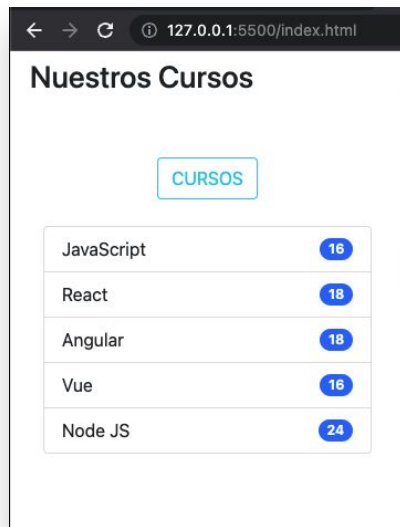 127.0.0.1:5500/index.html
Nuestros Cursos
CURSOS
JavaScript 16
React 18
Angular 18
Vue 16
Node JS 24